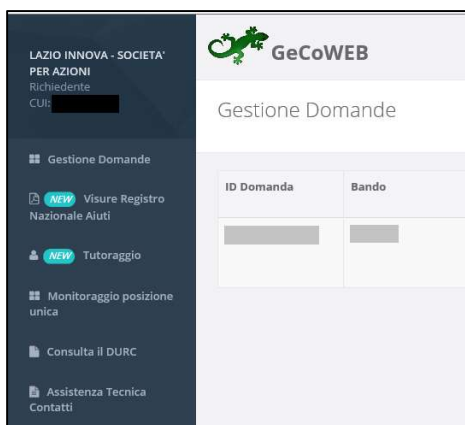 LAZIO INNOVA - SOCIETA'
PER AZIONI
Richiedente
CUI:
Gestione Domande
NEW Visure Registro
Nazionale Aiuti
NEW Tutoraggio
Monitoraggio posizione
unica
Consulta il DURC
Assistenza Tecnica
Contatti
GeCoWEB
Gestione Domande
ID Domanda Bando